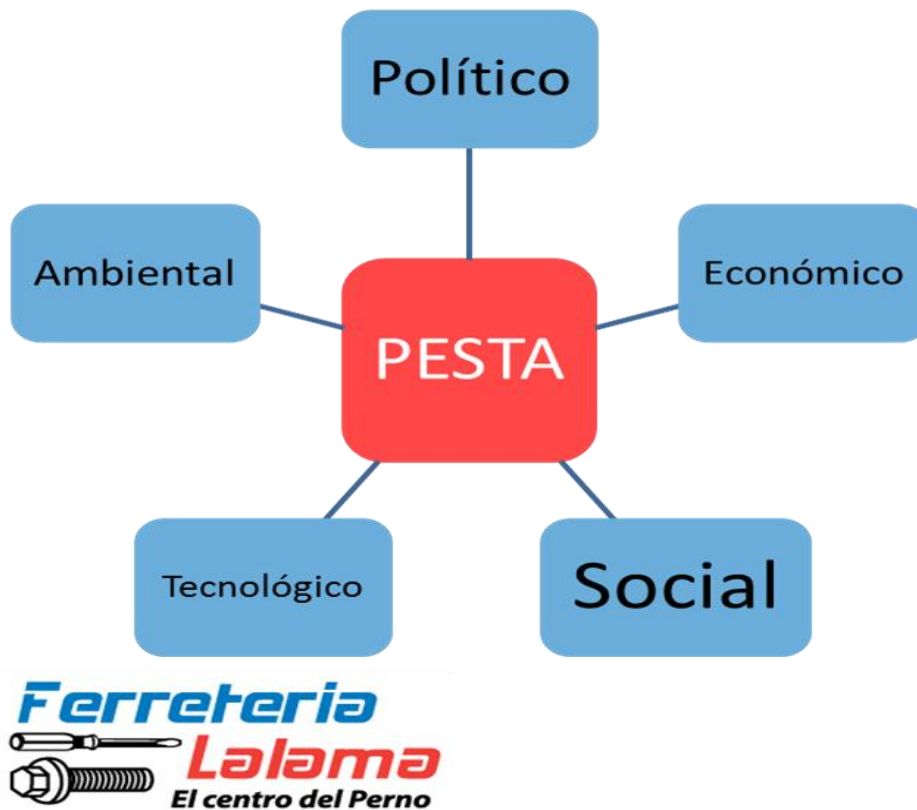 Político
Ambiental
Económico
PESTA
Tecnológico
Social
Ferreteria
Lalama
El centro del Perno